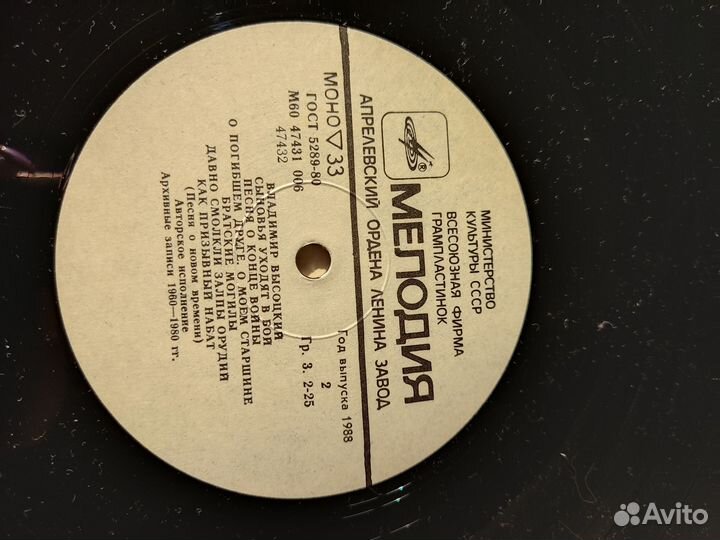 МИНИСТЕРСТВО
КУЛЬТУРЫ СССР
ВСЕСОЮЗНАЯ ФИРМА
ГРАМПЛАСТИНОК
®
МЕЛОДИЯ
АПРЕЛЕВСКИЙ ОРДЕНА ЛЕНИНА ЗАВОД
МОНО ▽ 33
ГОСТ 5289-80
М60 47431 006
47432
Год выпуска 1988
2
Гр. 3. 2-25
ВЛАДИМИР ВЫСОЦКИЙ
СЫНОВЬЯ УХОДЯТ В БОЙ
ПЕСНЯ О КОНЦЕ ВОЙНЫ
О ПОГИБШЕМ ДРУГЕ. О МОЕМ СТАРШИНЕ
БРАТСКИЕ МОГИЛЫ
ДАВНО СМОЛКЛИ ЗАЛПЫ ОРУДИЙ
КАК ПРИЗЫВНЫЙ НАБАТ
(Песня о новом времени)
Авторское исполнение
Архивные записи 1960—1980 гг.
Avito